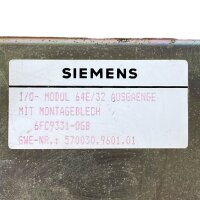 SIEMENS
I/O- MODUL 64E/32 AUSGAENGE
MIT MONTAGEBLECH
6FC9331-0GB
GWE-NR.: 570030.9601.01